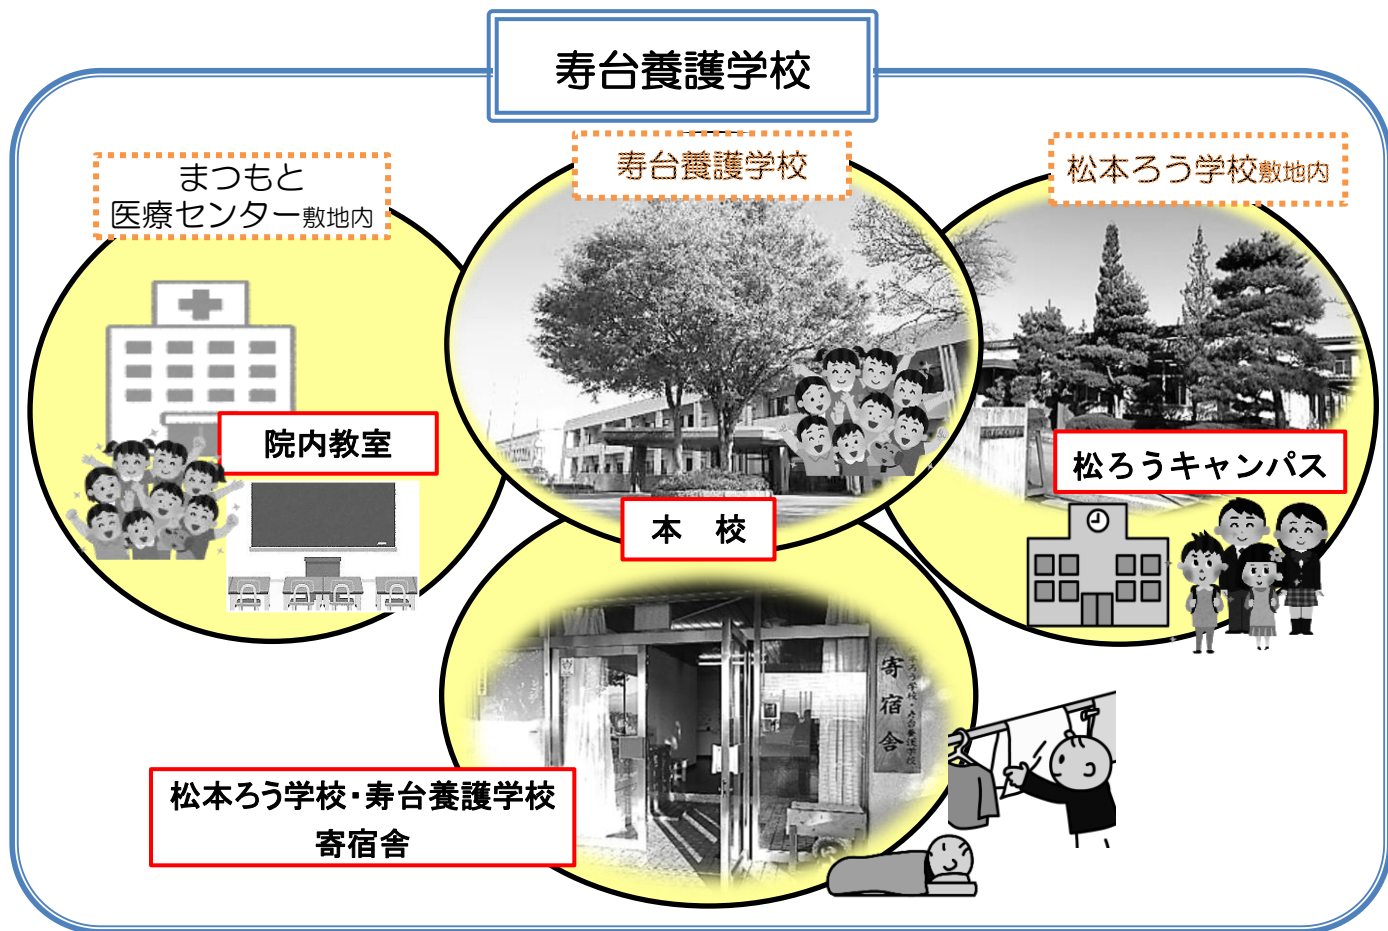 寿台養護学校
まつもと
医療センター敷地内
寿台養護学校
松本ろう学校敷地内
院内教室
本 校
松ろうキャンパス
松本ろう学校・寿台養護学校
寄宿舎
寄宿舎